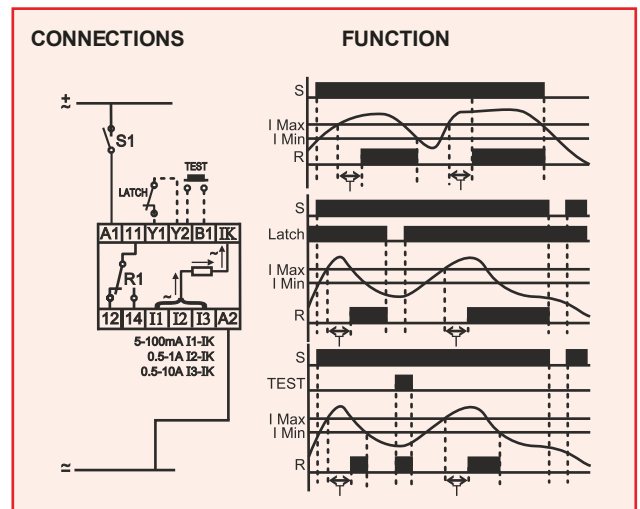 CONNECTIONS
FUNCTION
S1
TEST
LATCH
A1 11 Y1 Y2 B1 IK
R1
12 14 I1 I2 I3 A2
5-100mA I1-IK
0.5-1A I2-IK
0.5-10A I3-IK
S
I Max
I Min
R
T
T
S
Latch
I Max
I Min
R
T
T
S
TEST
I Max
I Min
R
T
T